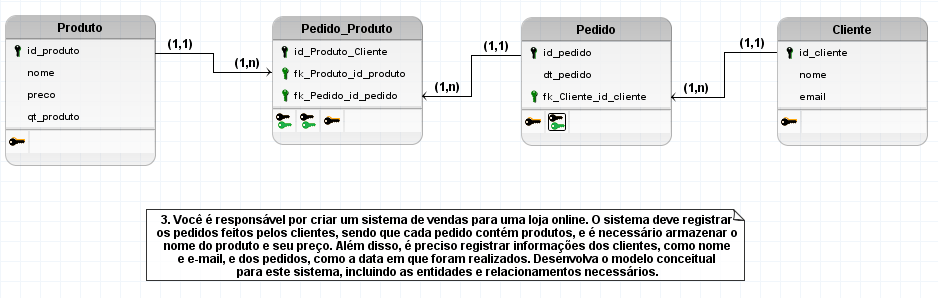 Produto
id_produto
nome
preco
qt_produto
(1,1)
(1,n)
Pedido_Produto
id_Produto_Cliente
fk_Produto_id_produto
fk_Pedido_id_pedido
(1,1)
(1,n)
Pedido
id_pedido
dt_pedido
fk_Cliente_id_cliente
(1,1)
(1,n)
Cliente
id_cliente
nome
email
3. Você é responsável por criar um sistema de vendas para uma loja online. O sistema deve registrar
os pedidos feitos pelos clientes, sendo que cada pedido contém produtos, e é necessário armazenar o
nome do produto e seu preço. Além disso, é preciso registrar informações dos clientes, como nome
e e-mail, e dos pedidos, como a data em que foram realizados. Desenvolva o modelo conceitual
para este sistema, incluindo as entidades e relacionamentos necessários.